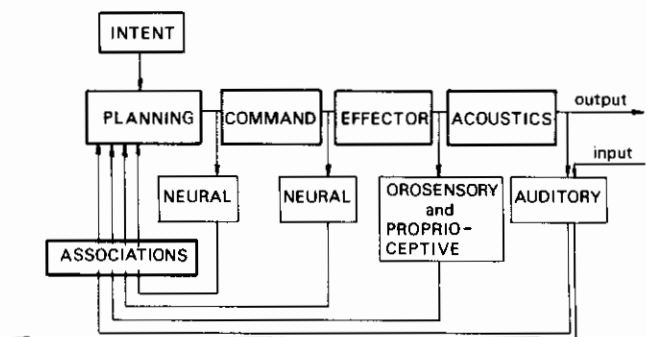 INTENT
PLANNING
COMMAND
EFFECTOR
ACOUSTICS
output
input
NEURAL
NEURAL
OROSENSORY
and
PROPRIO-
CEPTIVE
AUDITORY
ASSOCIATIONS